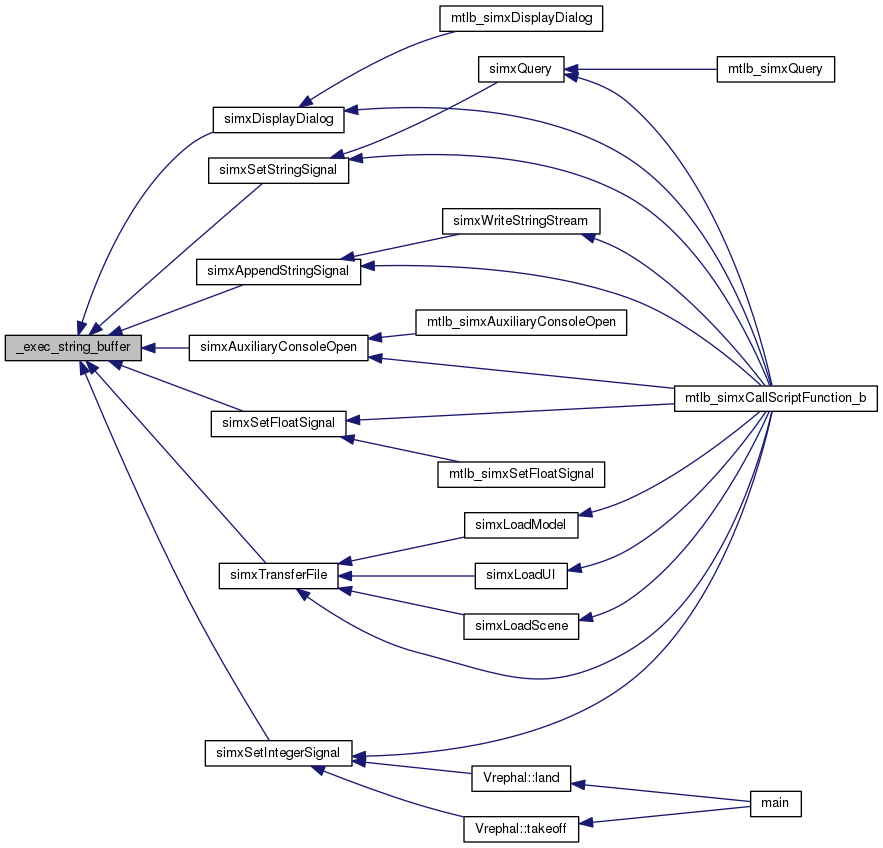 mtlb_simxDisplayDialog
simxQuery
mtlb_simxQuery
simxDisplayDialog
simxSetStringSignal
simxWriteStringStream
simxAppendStringSignal
mtlb_simxAuxiliaryConsoleOpen
_exec_string_buffer
simxAuxiliaryConsoleOpen
mtlb_simxCallScriptFunction_b
simxSetFloatSignal
mtlb_simxSetFloatSignal
simxLoadModel
simxTransferFile
simxLoadUI
simxLoadScene
simxSetIntegerSignal
Vrephal::land
main
Vrephal::takeoff